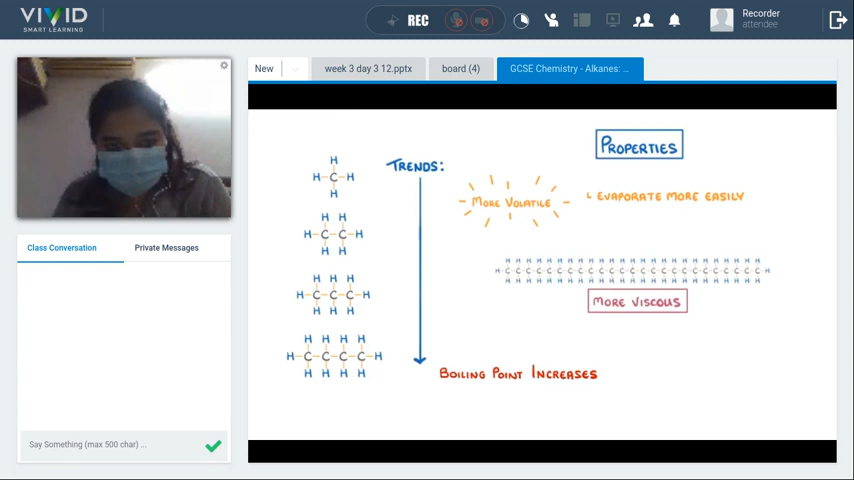 VIVID
SMART LEARNING
REC
Recorder
attendee
New
week 3 day 3 12.pptx
board (4)
GCSE Chemistry - Alkanes: ...
PROPERTIES
TRENDS:
MORE VOLATILE
EVAPORATE MORE EASILY
H
H-C-H
H
H H
H-C-C-H
H H
H H H
H-C-C-C-H
H H H
H H H H
H-C-C-C-C-H
H H H H
MORE VISCOUS
BOILING POINT INCREASES
Class Conversation
Private Messages
Say Something (max 500 char) ...